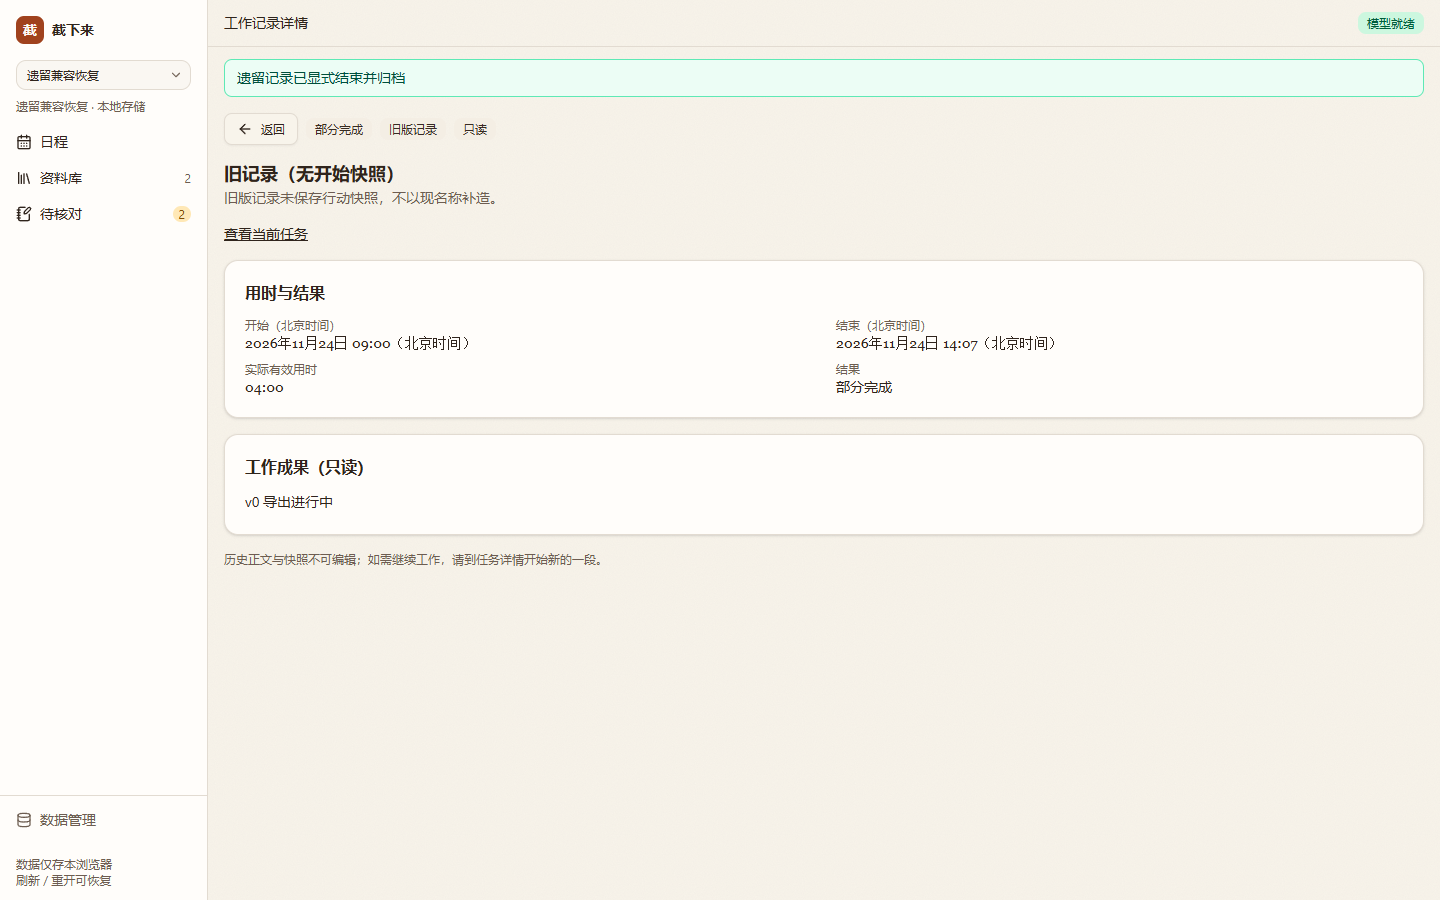 截 截下来
遗留兼容恢复
遗留兼容恢复 · 本地存储
日程
资料库 2
待核对 2
数据管理
数据仅存本浏览器
刷新 / 重开可恢复
工作记录详情
模型就绪
遗留记录已显式结束并归档
返回 部分完成 旧版记录 只读
旧记录（无开始快照）
旧版记录未保存行动快照，不以现名称补造。
查看当前任务
用时与结果
开始（北京时间）
2026年11月24日 09:00（北京时间）
结束（北京时间）
2026年11月24日 14:07（北京时间）
实际有效用时
04:00
结果
部分完成
工作成果（只读）
v0 导出进行中
历史正文与快照不可编辑；如需继续工作，请到任务详情开始新的一段。